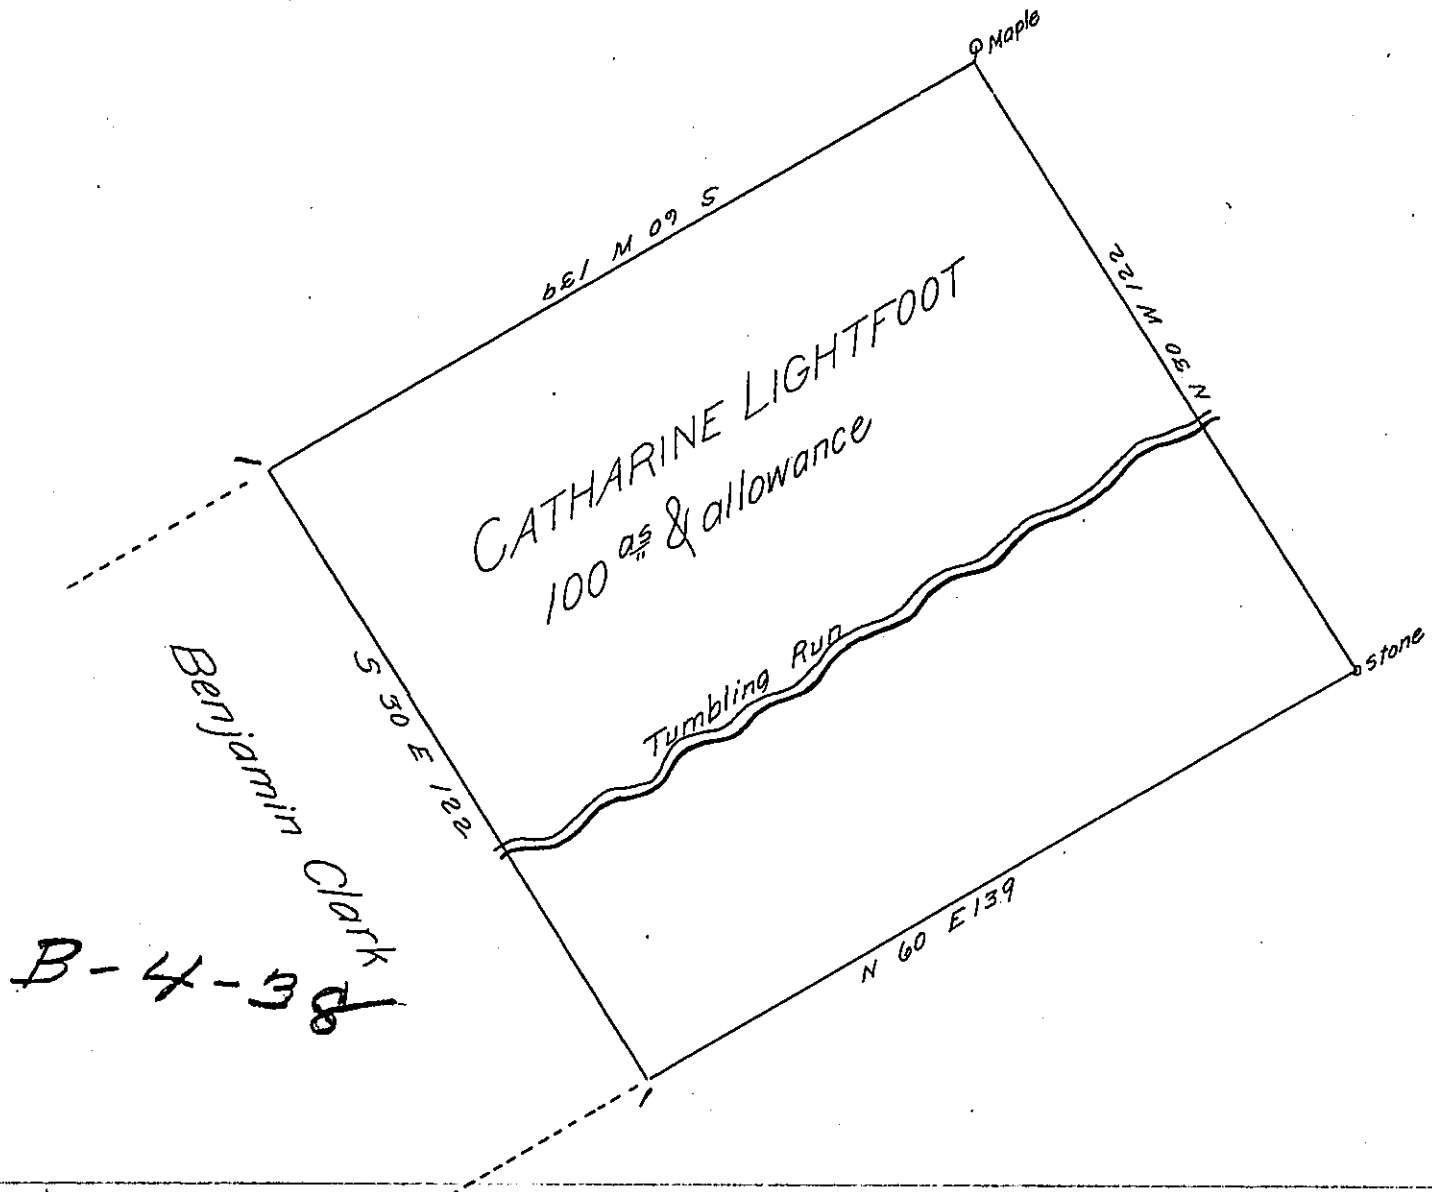 Maple
S 60 W 139
N 30 W 122
CATHARINE LIGHTFOOT
100 as & allowance
Tumbling Run
stone
S 30 E 122
Benjamin Clark
N 60 E 139
B-4-38